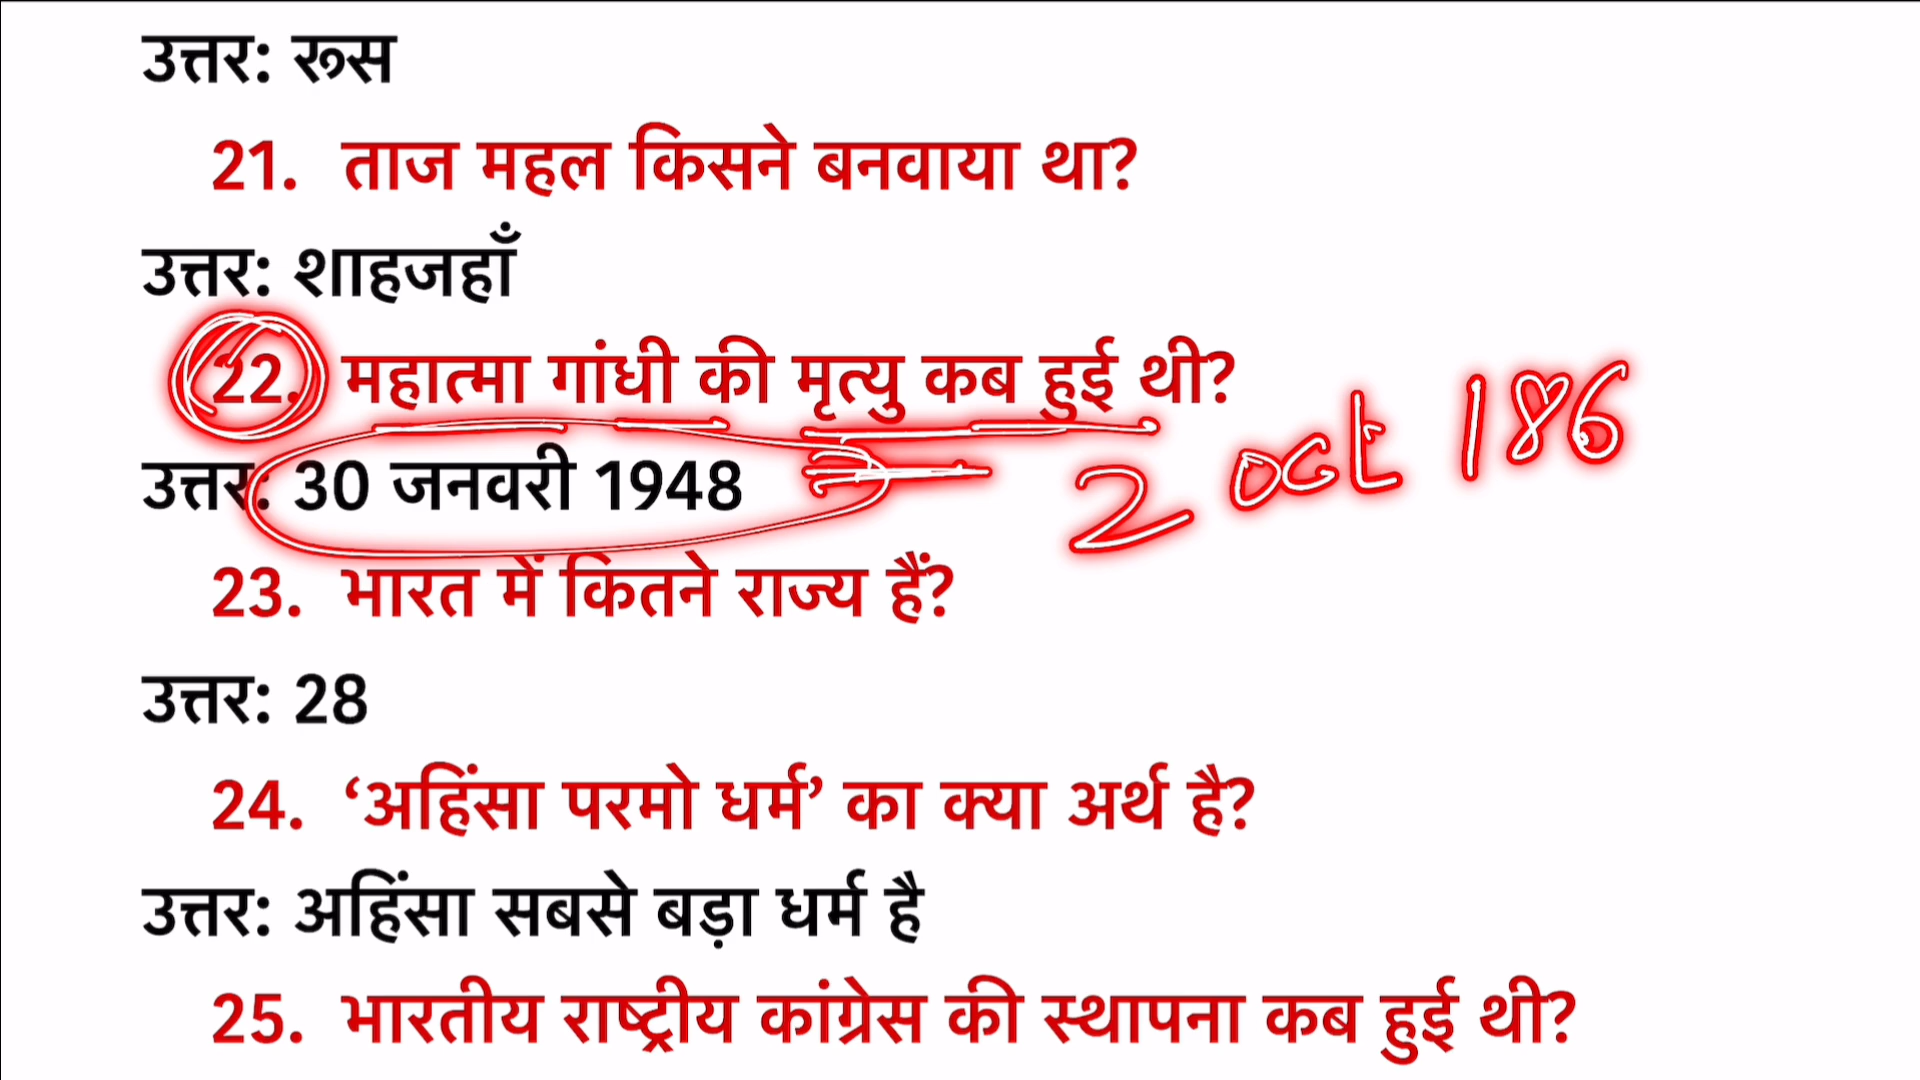 उत्तर: रूस
21. ताज महल किसने बनवाया था?
उत्तर: शाहजहाँ
22. महात्मा गांधी की मृत्यु कब हुई थी?
उत्तर: 30 जनवरी 1948
2 oct 186
23. भारत में कितने राज्य हैं?
उत्तर: 28
24. ‘अहिंसा परमो धर्म’ का क्या अर्थ है?
उत्तर: अहिंसा सबसे बड़ा धर्म है
25. भारतीय राष्ट्रीय कांग्रेस की स्थापना कब हुई थी?